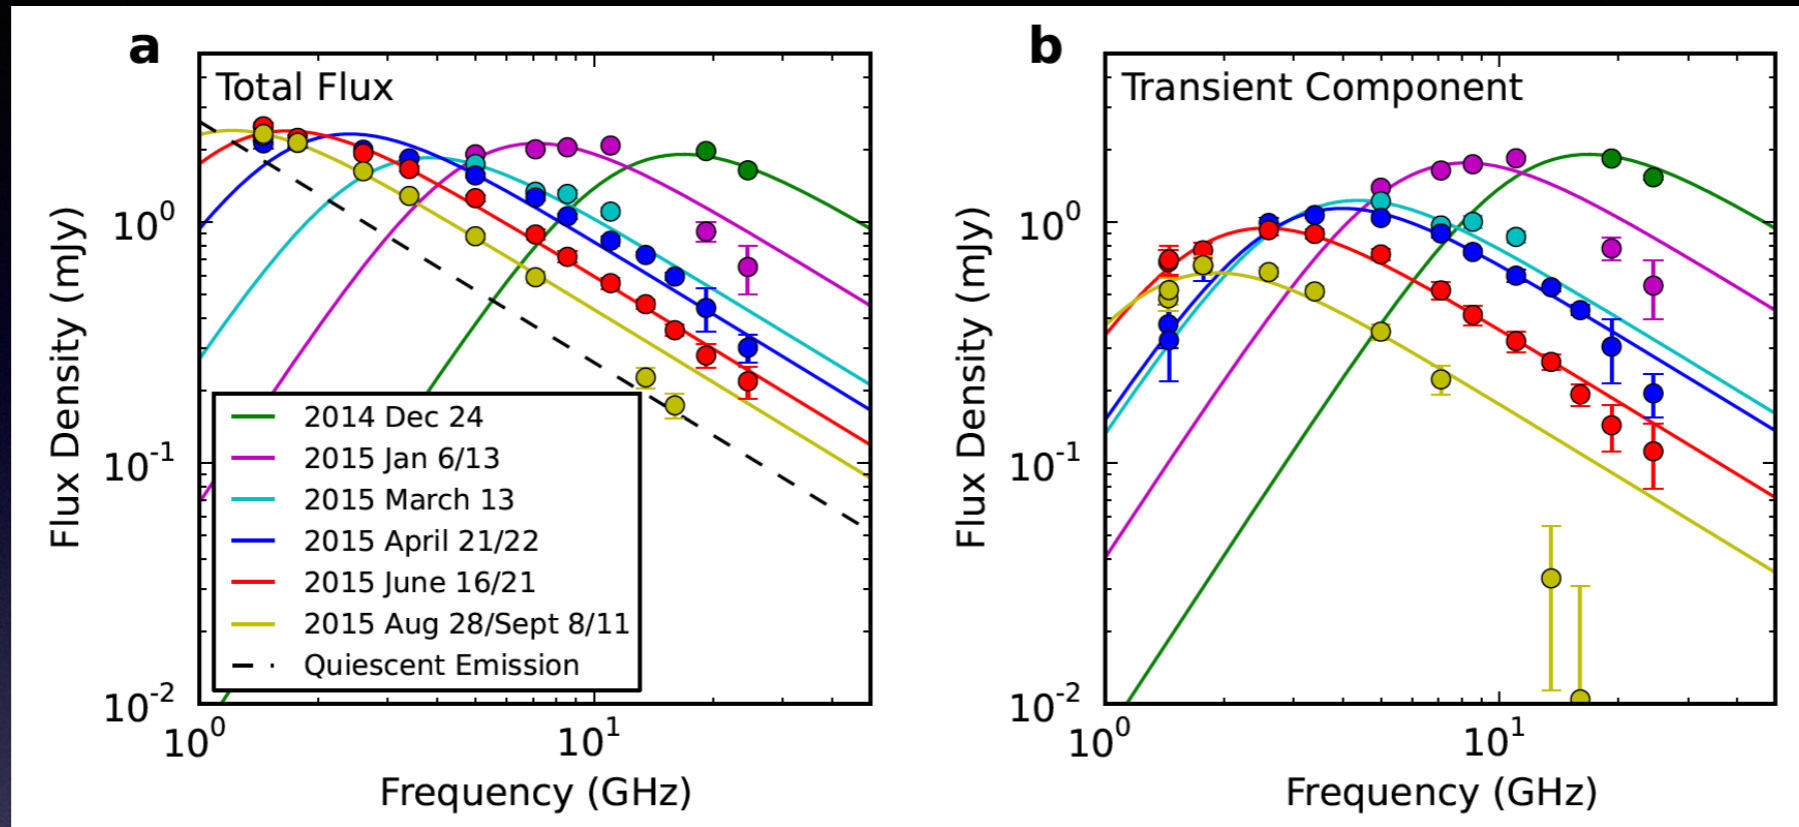 a
Total Flux
Flux Density (mJy)
10^0
10^-1
10^-2
2014 Dec 24
2015 Jan 6/13
2015 March 13
2015 April 21/22
2015 June 16/21
2015 Aug 28/Sept 8/11
Quiescent Emission
10^0 10^1
Frequency (GHz)
b
Transient Component
Flux Density (mJy)
10^0
10^-1
10^-2
10^0 10^1
Frequency (GHz)